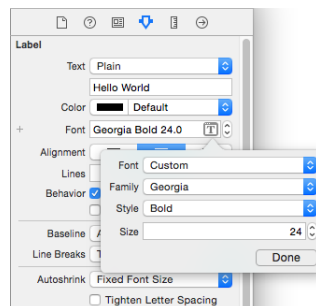 Label
Text Plain
Hello World
Color Default
+ Font Georgia Bold 24.0 T
Alignment
Font Custom
Lines
Family Georgia
Behavior
Style Bold
Baseline
Size 24
Line Breaks
Done
Autoshrink Fixed Font Size
Tighten Letter Spacing